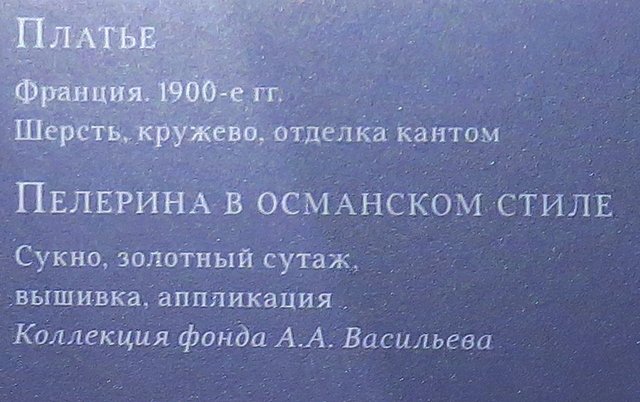 Платье
Франция. 1900-е гг.
Шерсть, кружево, отделка кантом
Пелерина в османском стиле
Сукно, золотный сутаж,
вышивка, аппликация
Коллекция фонда А.А. Васильева